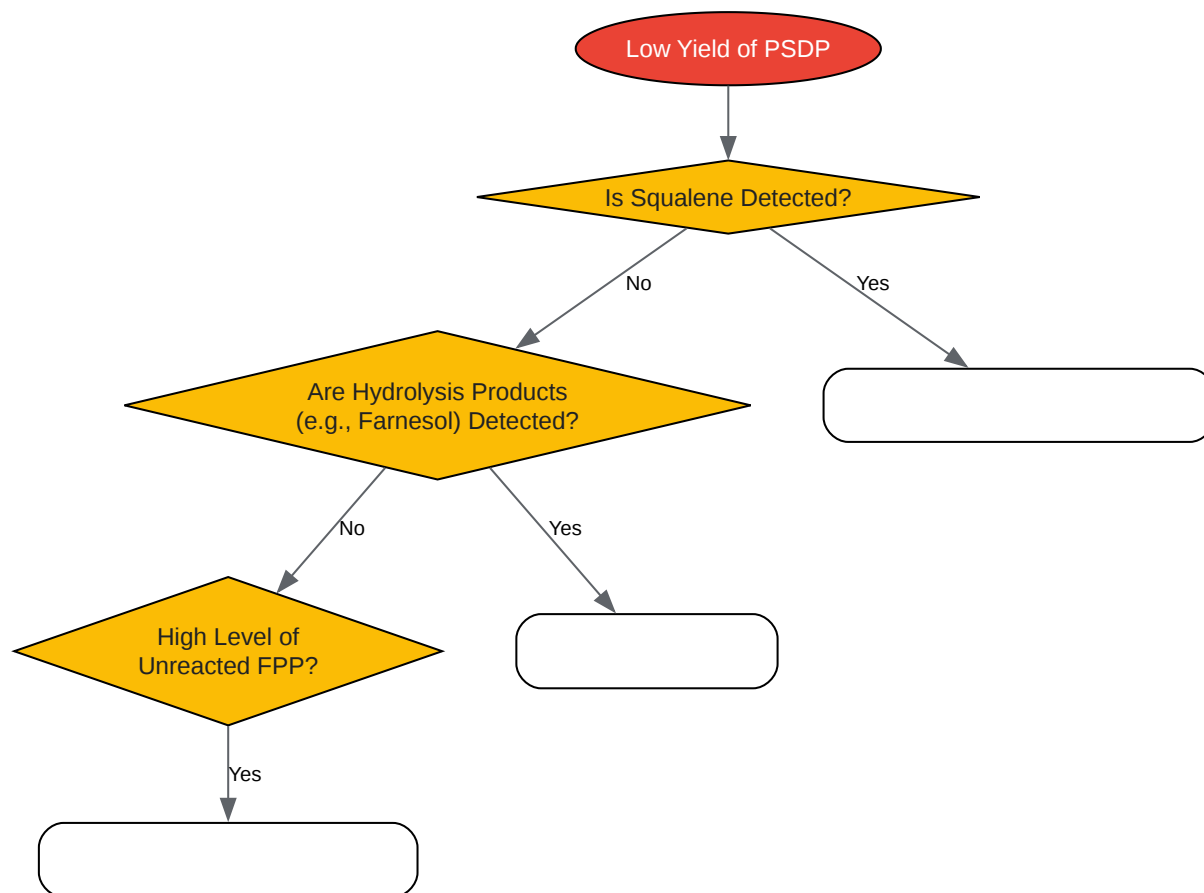 Low Yield of PSDP
Is Squalene Detected?
No
Yes
Are Hydrolysis Products
(e.g., Farnesol) Detected?
No
Yes
High Level of
Unreacted FPP?
Yes